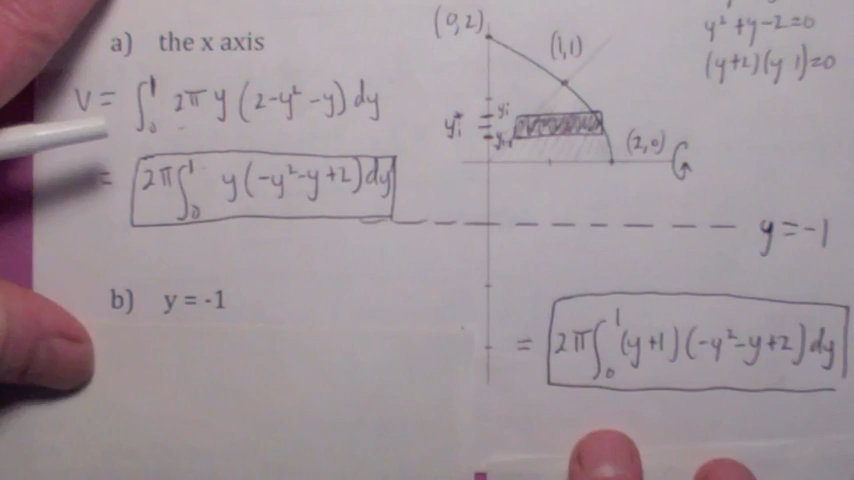 a) the x axis
V = ∫₀¹ 2π y (2-y²-y) dy
= 2π∫₀¹ y(-y²-y+2)dy
b) y = -1
(0,2)
(1,1)
yᵢ
yᵢ*
(2,0)
y = -1
= 2π∫₀¹ (y+1)(-y²-y+2)dy
y²+y-2=0
(y+2)(y-1)=0